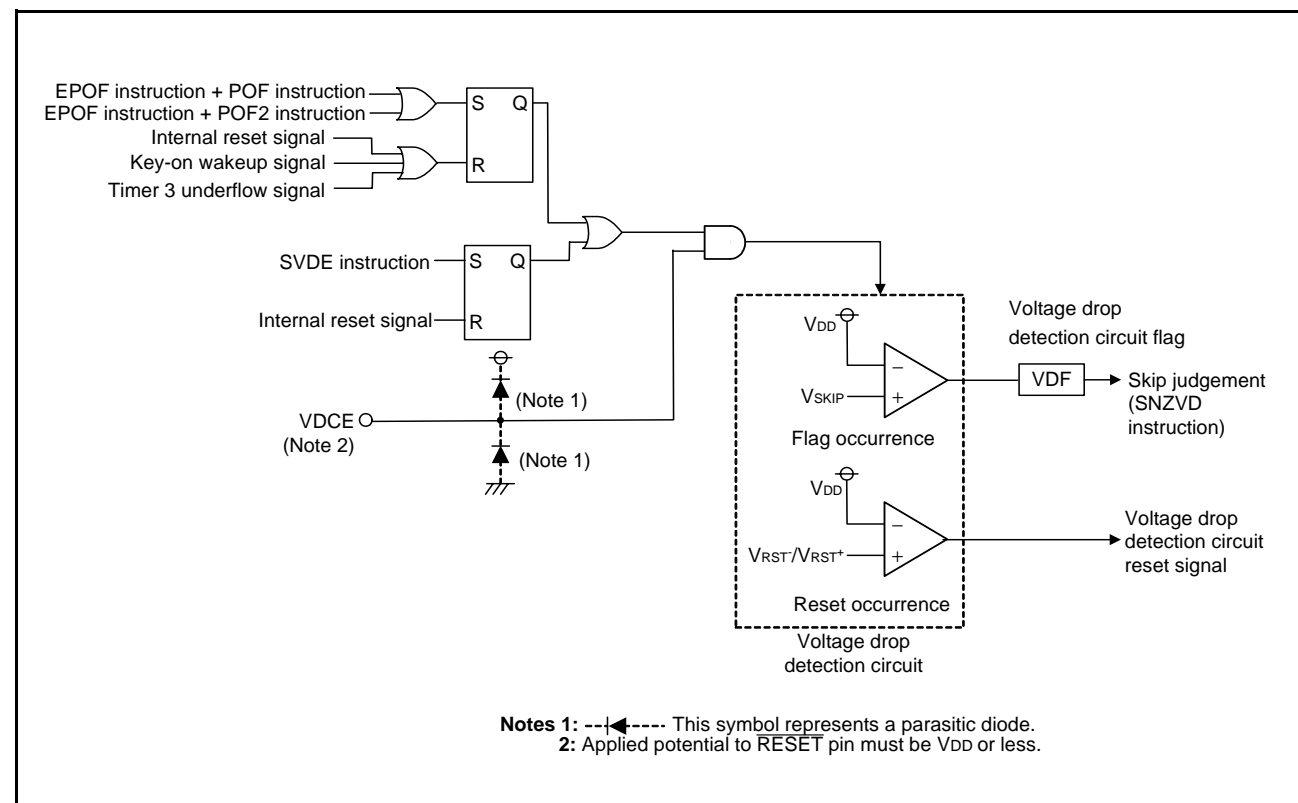 EPOF instruction + POF instruction
EPOF instruction + POF2 instruction
Internal reset signal
Key-on wakeup signal
Timer 3 underflow signal
S Q
R
SVDE instruction
S Q
Internal reset signal
R
(Note 1)
VDCE
(Note 2)
(Note 1)
VDD
−
VSKIP
+
Flag occurrence
VDD
−
VRST-/VRST+
+
Reset occurrence
Voltage drop
detection circuit
Voltage drop
detection circuit flag
VDF
Skip judgement
(SNZVD
instruction)
Voltage drop
detection circuit
reset signal
Notes 1: This symbol represents a parasitic diode.
2: Applied potential to RESET pin must be VDD or less.